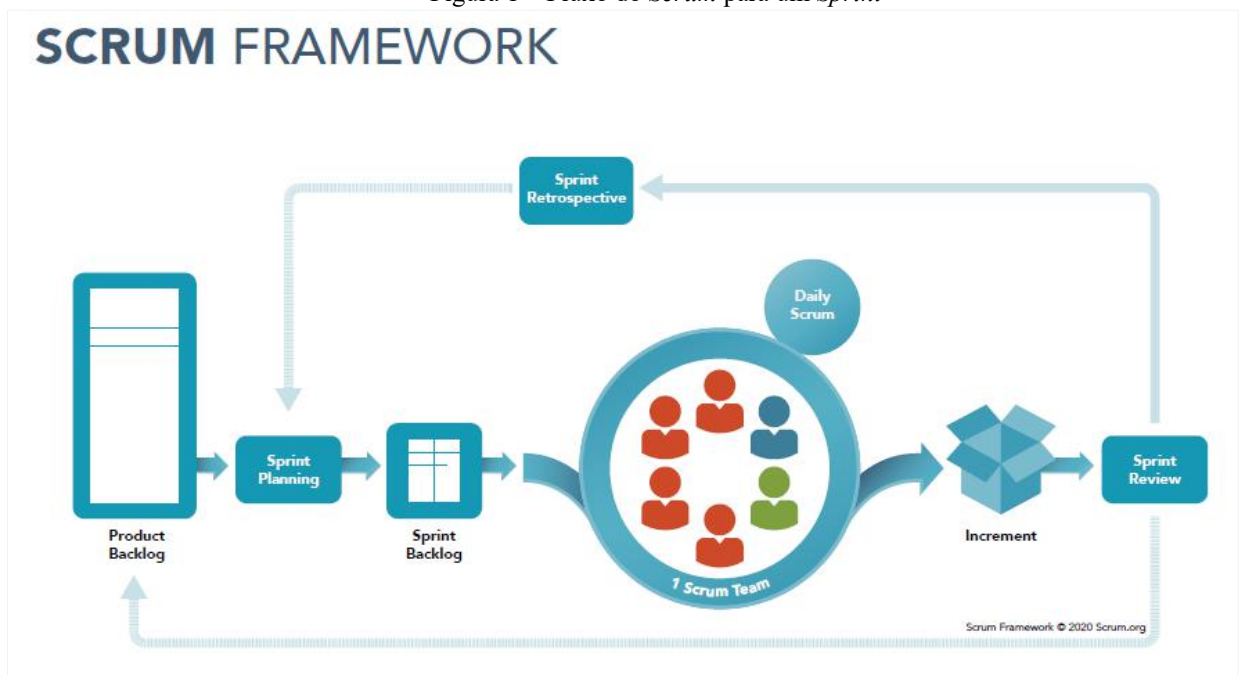 SCRUM FRAMEWORK
Sprint
Retrospective
Daily
Scrum
Sprint
Planning
Sprint
Review
Product
Backlog
Sprint
Backlog
1 Scrum Team
Increment
Scrum Framework © 2020 Scrum.org